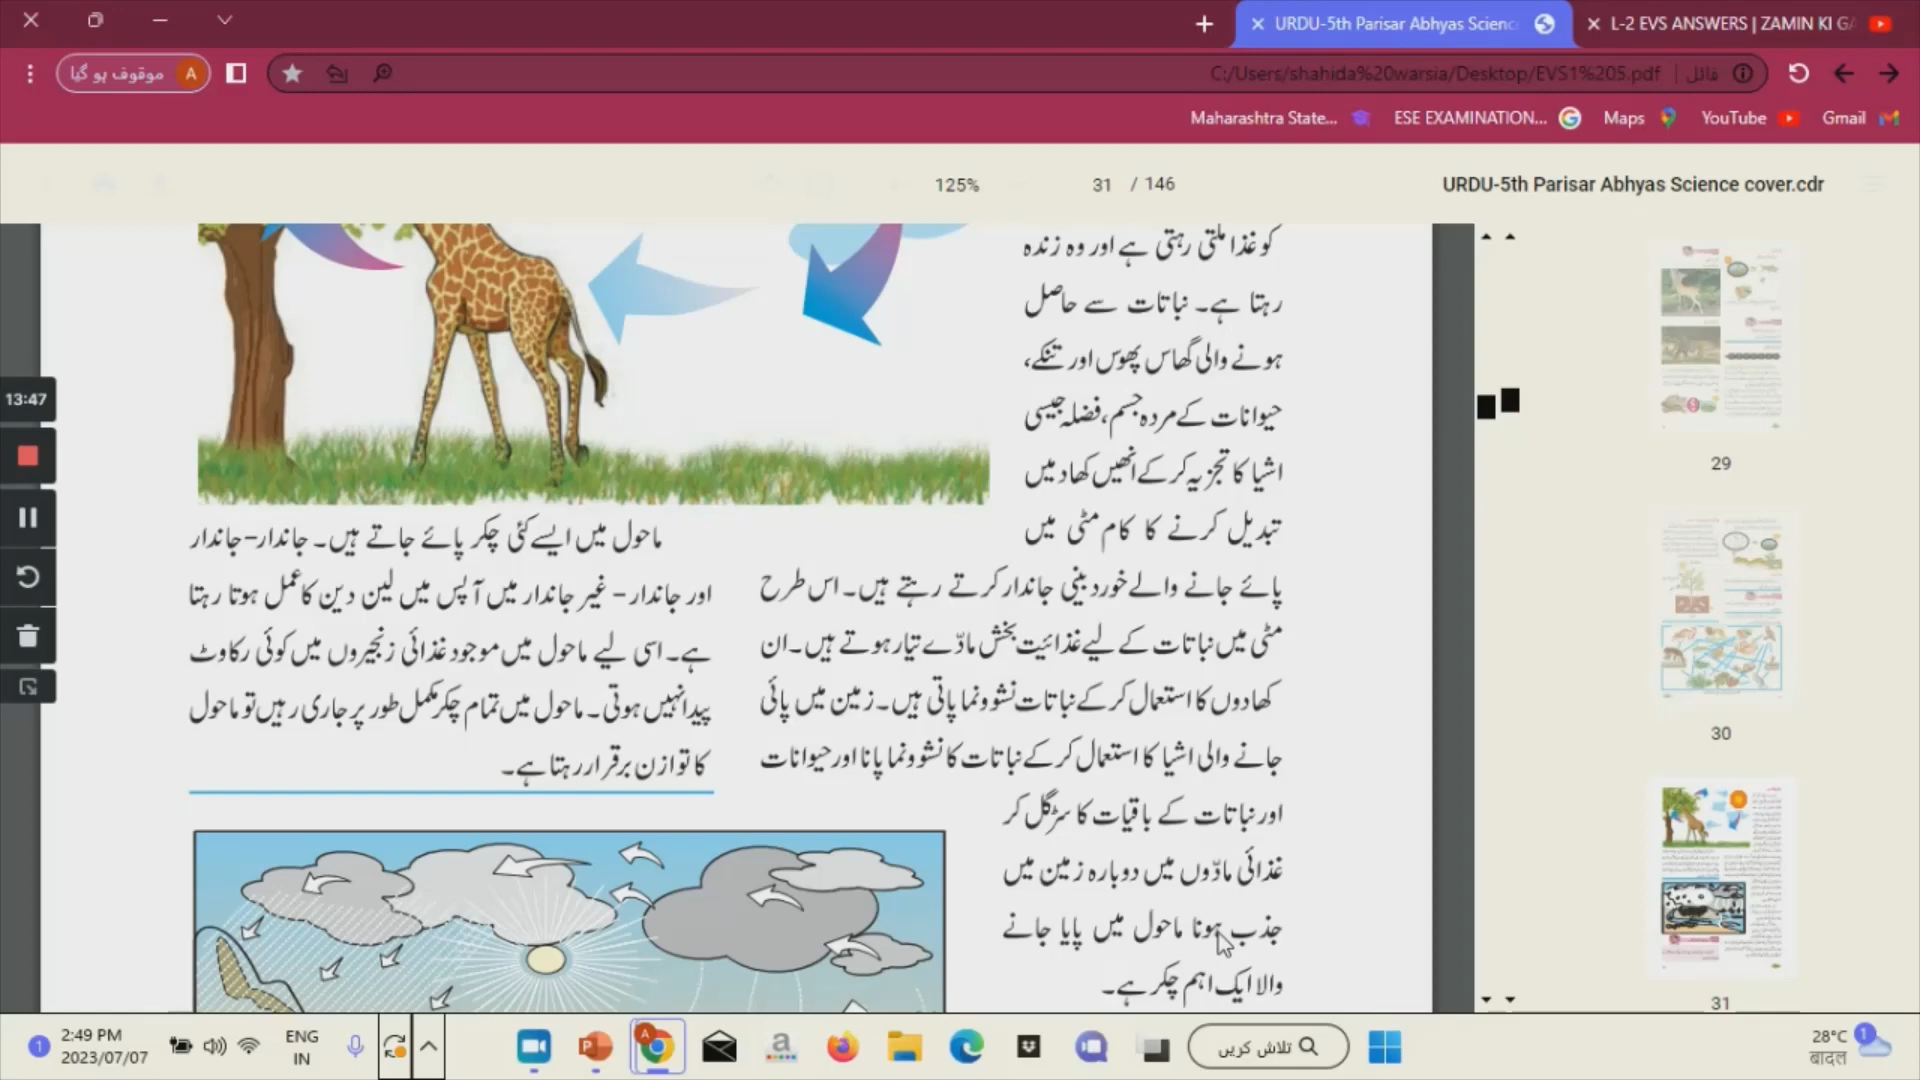 URDU-5th Parisar Abhyas Scienc
L-2 EVS ANSWERS | ZAMIN KI GA
موقوف ہو گیا
A
C:/Users/shahida%20warsia/Desktop/EVS1%205.pdf
فائل
Maharashtra State...
ESE EXAMINATION...
Maps
YouTube
Gmail
125%
31 / 146
URDU-5th Parisar Abhyas Science cover.cdr
کو غذا ملتی رہتی ہے اور وہ زندہ
رہتا ہے۔ نباتات سے حاصل
ہونے والی گھاس پھوس اور تنکے،
حیوانات کے مردہ جسم، فضلہ جیسی
اشیا کا تجزیہ کرکے انھیں کھاد میں
تبدیل کرنے کا کام مٹی میں
پائے جانے والے خوردبینی جاندار کرتے رہتے ہیں۔ اس طرح
مٹی میں نباتات کے لیے غذائیت بخش مادّے تیار ہوتے ہیں۔ ان
کھادوں کا استعمال کرکے نباتات نشوونما پاتی ہیں۔ زمین میں پائی
جانے والی اشیا کا استعمال کرکے نباتات کا نشوونما پانا اور حیوانات
اور نباتات کے باقیات کا سڑگل کر
غذائی مادّوں میں دوبارہ زمین میں
جذب ہونا ماحول میں پایا جانے
والا ایک اہم چکر ہے۔
ماحول میں ایسے کئی چکر پائے جاتے ہیں۔ جاندار-جاندار
اور جاندار - غیر جاندار میں آپس میں لین دین کا عمل ہوتا رہتا
ہے۔ اسی لیے ماحول میں موجود غذائی زنجیروں میں کوئی رکاوٹ
پیدا نہیں ہوتی۔ ماحول میں تمام چکر مکمل طور پر جاری رہیں تو ماحول
کا توازن برقرار رہتا ہے۔
29
30
31
13:47
1
2:49 PM
2023/07/07
ENG
IN
تلاش کریں
28°C
बादल
1